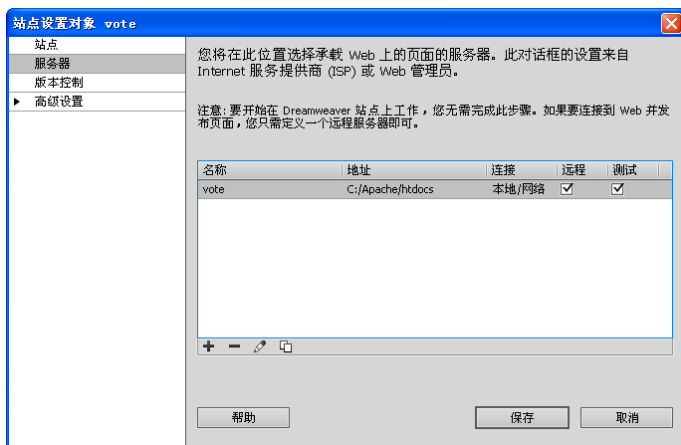 站点设置对象 vote
站点
服务器
版本控制
高级设置
您将在此位置选择承载 Web 上的页面的服务器。此对话框的设置来自
Internet 服务提供商 (ISP) 或 Web 管理员。
注意:要开始在 Dreamweaver 站点上工作，您无需完成此步骤。如果要连接到 Web 并发
布页面，您只需定义一个远程服务器即可。
名称 地址 连接 远程 测试
vote C:/Apache/htdocs 本地/网络
帮助 保存 取消